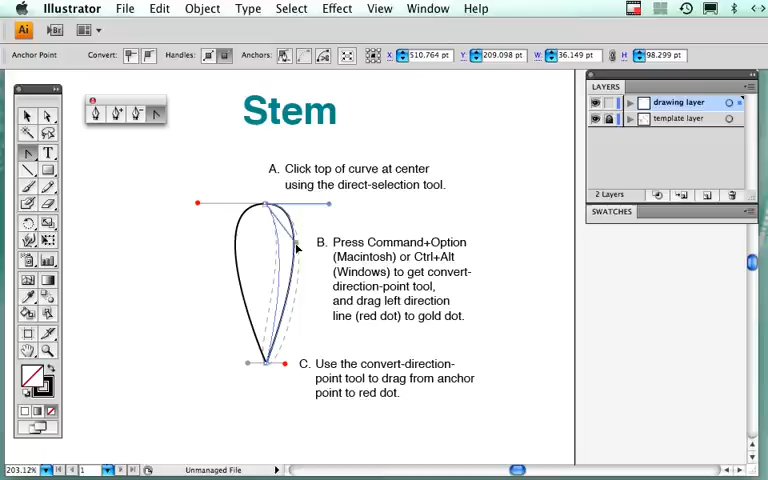 Illustrator File Edit Object Type Select Effect View Window Help
Ai Br
Anchor Point Convert: Handles: Anchors: X: 510.764 pt Y: 209.098 pt W: 36.149 pt H: 98.299 pt
LAYERS
drawing layer
template layer
2 Layers
SWATCHES
T
Stem
A. Click top of curve at center
using the direct-selection tool.
B. Press Command+Option
(Macintosh) or Ctrl+Alt
(Windows) to get convert-
direction-point tool,
and drag left direction
line (red dot) to gold dot.
C. Use the convert-direction-
point tool to drag from anchor
point to red dot.
203.12% 1 Unmanaged File